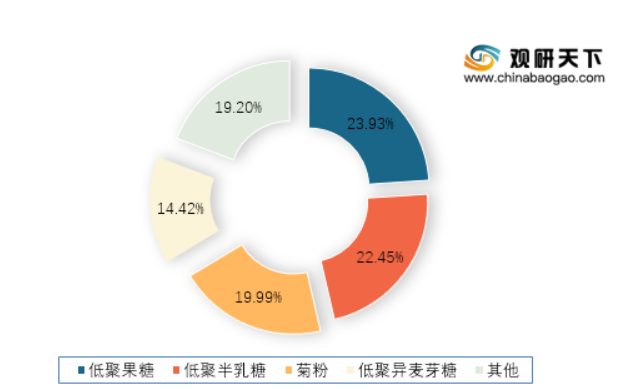 观研天下
www.chinabaogao.com
19.20%
23.93%
14.42%
22.45%
19.99%
低聚果糖 低聚半乳糖 菊粉 低聚异麦芽糖 其他